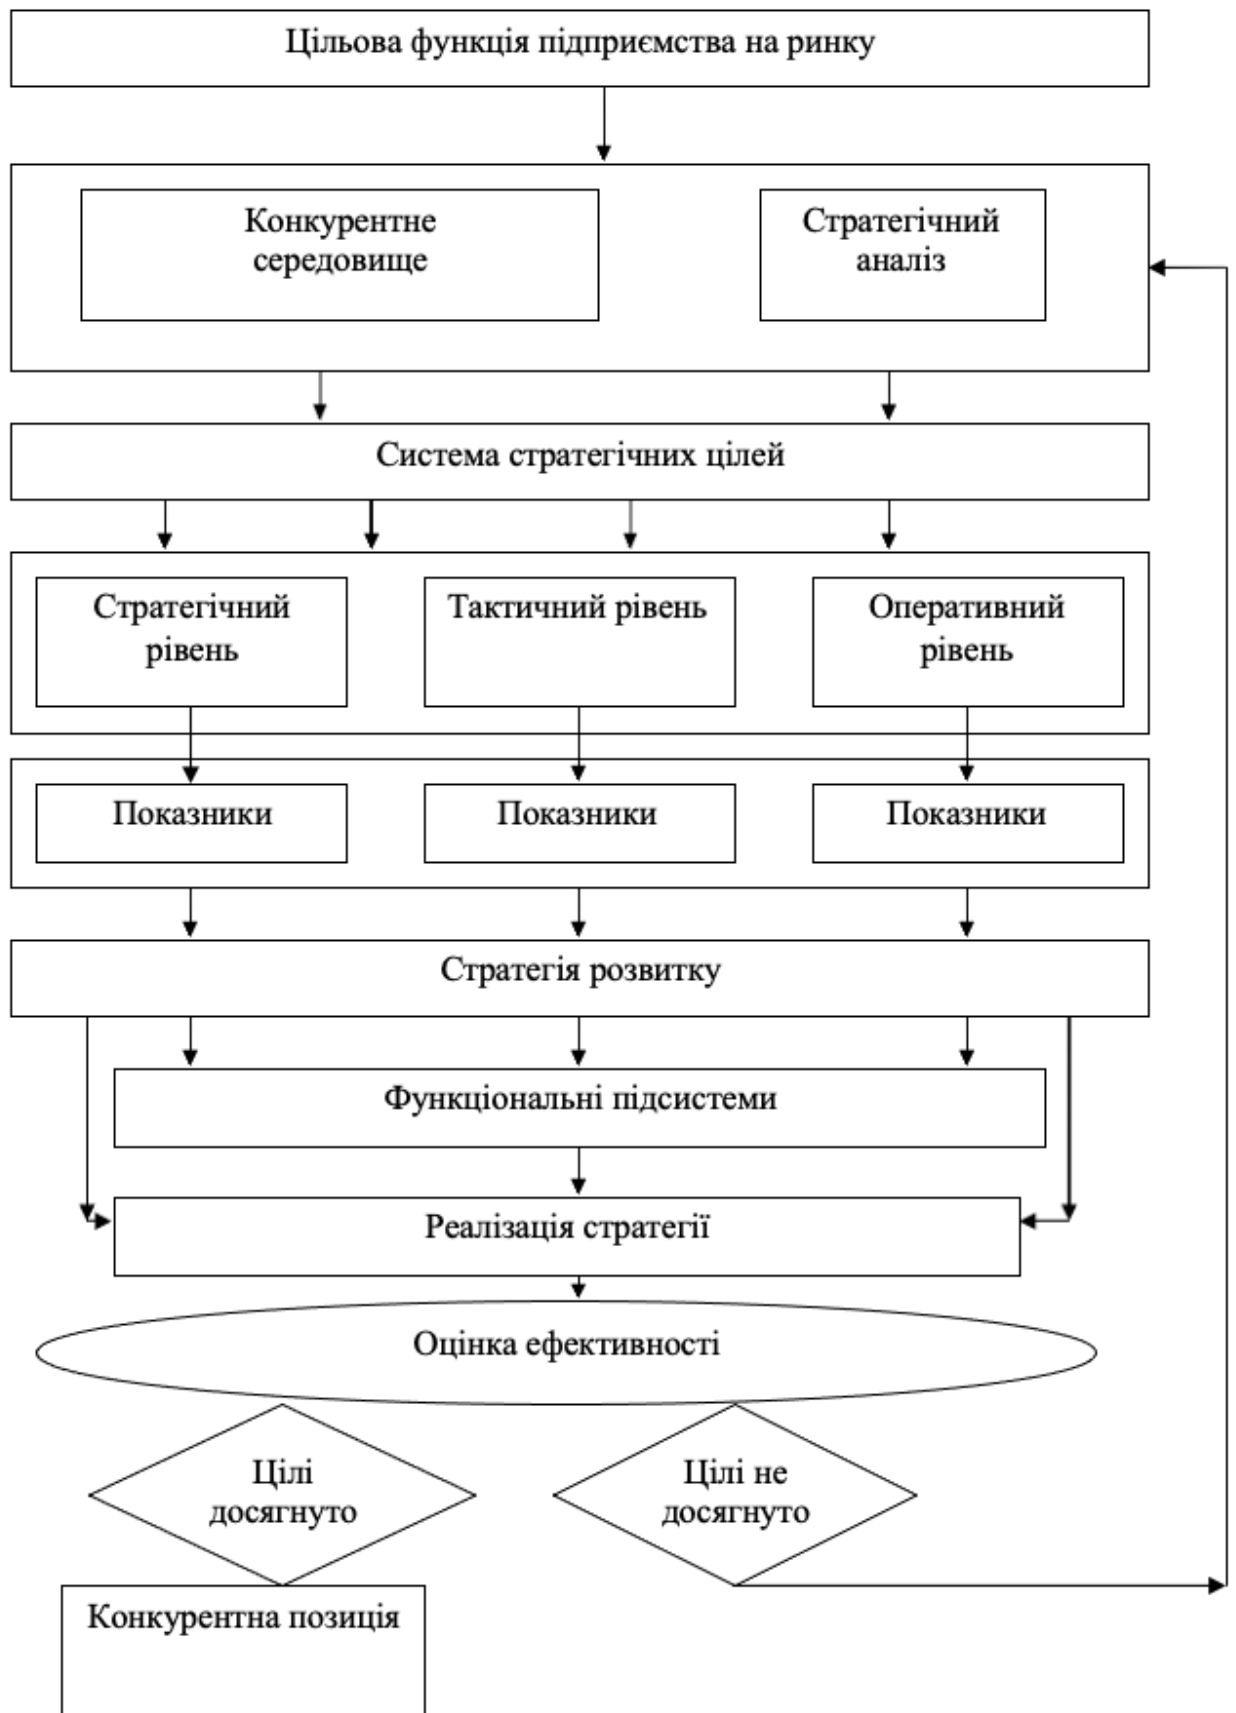 Цільова функція підприємства на ринку
Конкурентне
середовище
Стратегічний
аналіз
Система стратегічних цілей
Стратегічний
рівень
Тактичний рівень
Оперативний
рівень
Показники
Показники
Показники
Стратегія розвитку
Функціональні підсистеми
Реалізація стратегії
Оцінка ефективності
Цілі
досягнуто
Цілі не
досягнуто
Конкурентна позиція